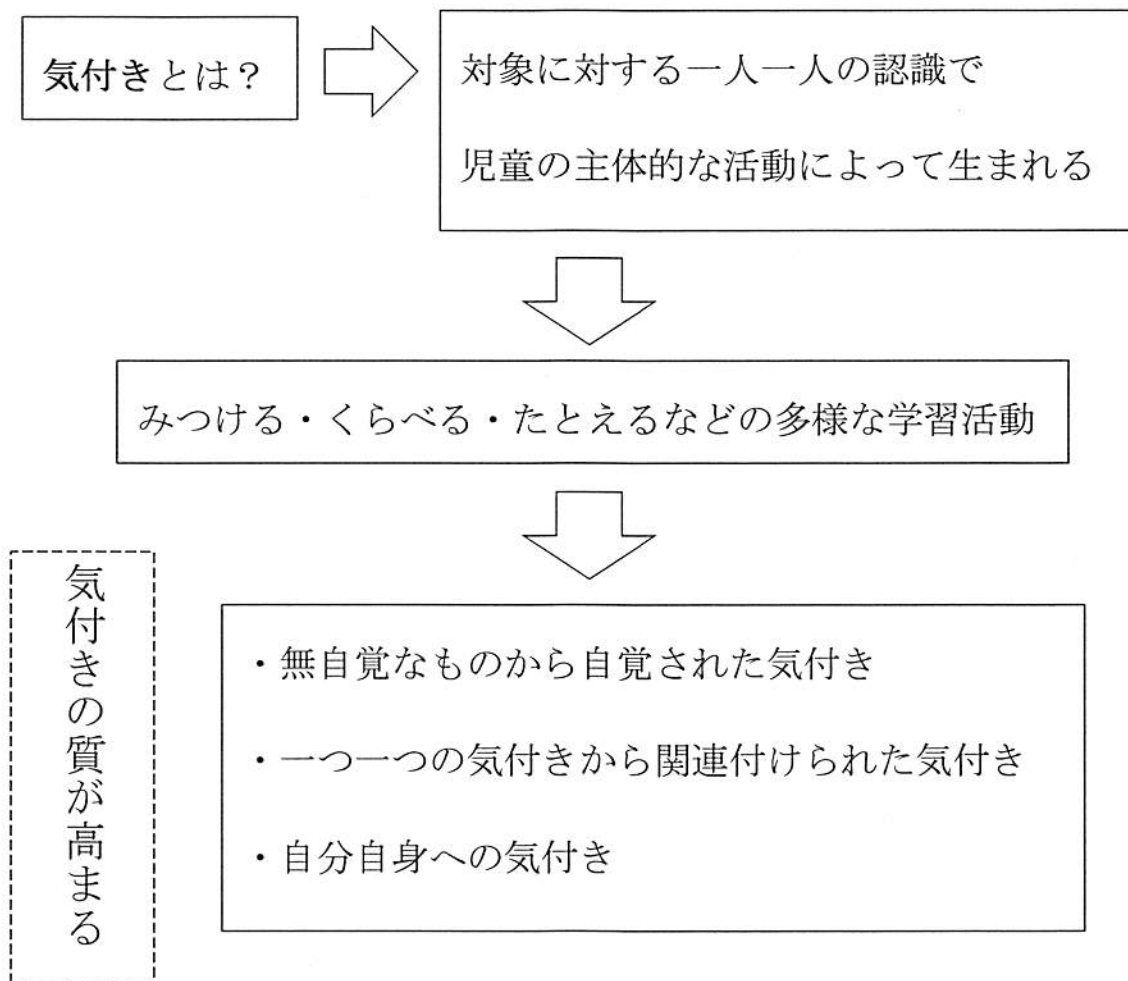 気付きとは?
対象に対する一人一人の認識で
児童の主体的な活動によって生まれる
みつける・くらべる・たとえるなどの多様な学習活動
気付きの質が高まる
・無自覚なものから自覚された気付き
・一つ一つの気付きから関連付けられた気付き
・自分自身への気付き